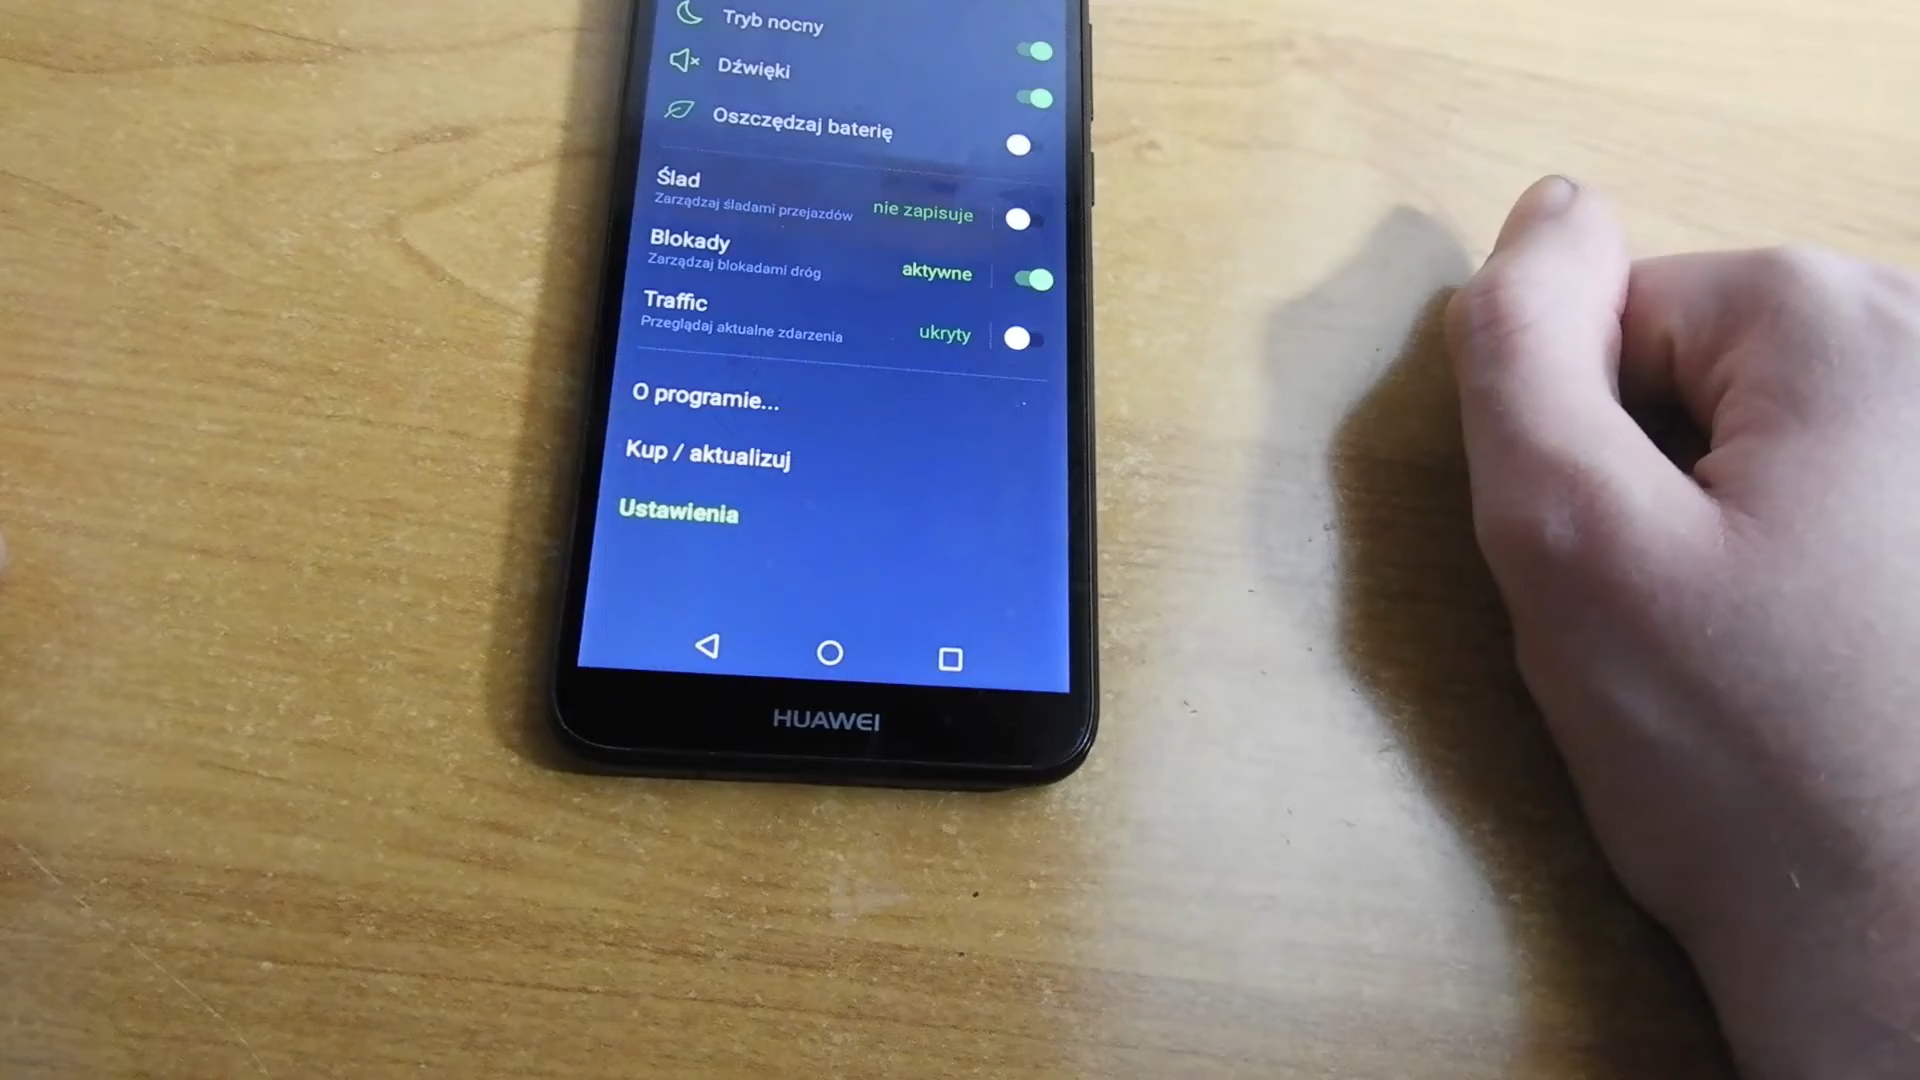 Tryb nocny
Dźwięki
Oszczędzaj baterię
Ślad
Zarządzaj śladami przejazdów
nie zapisuje
Blokady
Zarządzaj blokadami dróg
aktywne
Traffic
Przeglądaj aktualne zdarzenia
ukryty
O programie...
Kup / aktualizuj
Ustawienia
HUAWEI